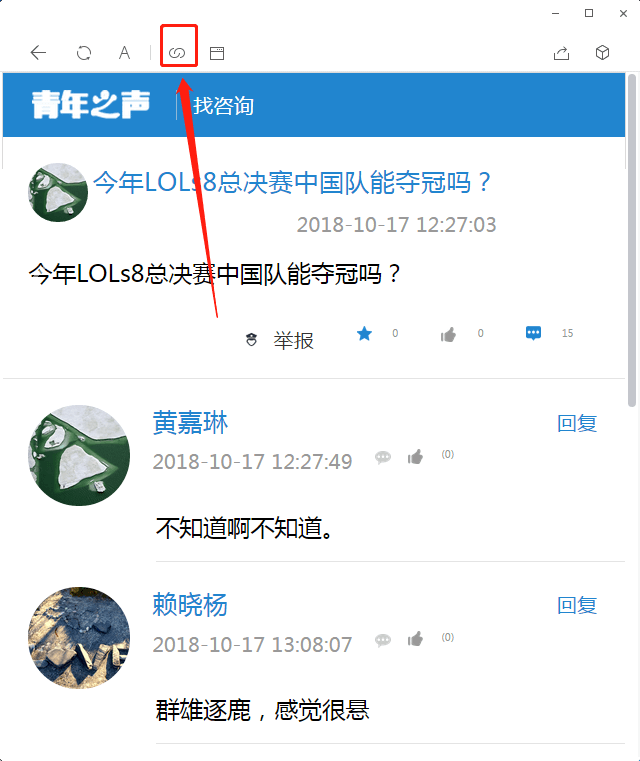 A
青年之声 找咨询
今年LOLs8总决赛中国队能夺冠吗？
2018-10-17 12:27:03
今年LOLs8总决赛中国队能夺冠吗？
举报 0 0 15
黄嘉琳 回复
2018-10-17 12:27:49 (0)
不知道啊不知道。
赖晓杨 回复
2018-10-17 13:08:07 (0)
群雄逐鹿，感觉很悬